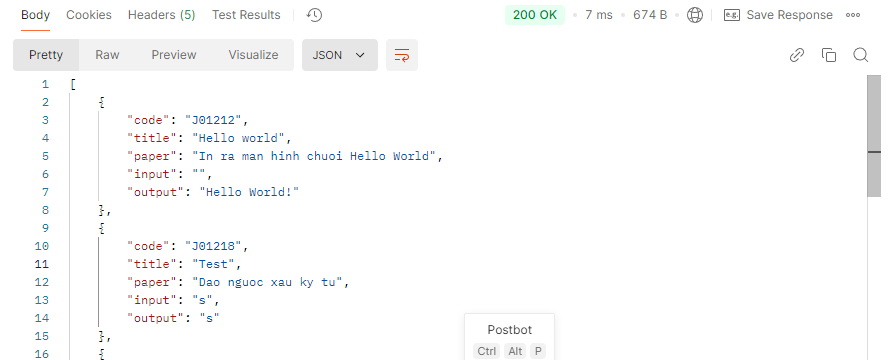 Body Cookies Headers (5) Test Results 200 OK • 7 ms • 674 B e.g. Save Response
Pretty Raw Preview Visualize JSON
1 [
2 {
3 "code": "J01212",
4 "title": "Hello world",
5 "paper": "In ra man hinh chuoi Hello World",
6 "input": "",
7 "output": "Hello World!"
8 },
9 {
10 "code": "J01218",
11 "title": "Test",
12 "paper": "Dao nguoc xau ky tu",
13 "input": "s",
14 "output": "s"
15 },
16 {
Postbot
Ctrl Alt P